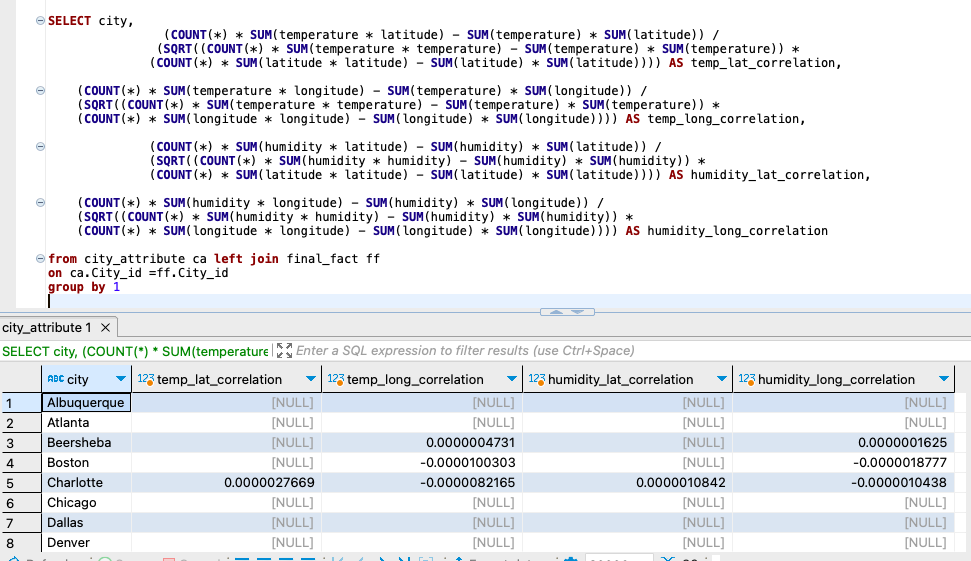 SELECT city,
(COUNT(*) * SUM(temperature * latitude) - SUM(temperature) * SUM(latitude)) /
(SQRT((COUNT(*) * SUM(temperature * temperature) - SUM(temperature) * SUM(temperature)) *
(COUNT(*) * SUM(latitude * latitude) - SUM(latitude) * SUM(latitude)))) AS temp_lat_correlation,
(COUNT(*) * SUM(temperature * longitude) - SUM(temperature) * SUM(longitude)) /
(SQRT((COUNT(*) * SUM(temperature * temperature) - SUM(temperature) * SUM(temperature)) *
(COUNT(*) * SUM(longitude * longitude) - SUM(longitude) * SUM(longitude)))) AS temp_long_correlation,
(COUNT(*) * SUM(humidity * latitude) - SUM(humidity) * SUM(latitude)) /
(SQRT((COUNT(*) * SUM(humidity * humidity) - SUM(humidity) * SUM(humidity)) *
(COUNT(*) * SUM(latitude * latitude) - SUM(latitude) * SUM(latitude)))) AS humidity_lat_correlation,
(COUNT(*) * SUM(humidity * longitude) - SUM(humidity) * SUM(longitude)) /
(SQRT((COUNT(*) * SUM(humidity * humidity) - SUM(humidity) * SUM(humidity)) *
(COUNT(*) * SUM(longitude * longitude) - SUM(longitude) * SUM(longitude)))) AS humidity_long_correlation
from city_attribute ca left join final_fact ff
on ca.City_id =ff.City_id
group by 1
city_attribute 1
SELECT city, (COUNT(*) * SUM(temperature Enter a SQL expression to filter results (use Ctrl+Space)
ABC city 123 temp_lat_correlation 123 temp_long_correlation 123 humidity_lat_correlation 123 humidity_long_correlation
1 Albuquerque [NULL] [NULL] [NULL] [NULL]
2 Atlanta [NULL] [NULL] [NULL] [NULL]
3 Beersheba [NULL] 0.0000004731 [NULL] 0.0000001625
4 Boston [NULL] -0.0000100303 [NULL] -0.0000018777
5 Charlotte 0.0000027669 -0.0000082165 0.0000010842 -0.0000010438
6 Chicago [NULL] [NULL] [NULL] [NULL]
7 Dallas [NULL] [NULL] [NULL] [NULL]
8 Denver [NULL] [NULL] [NULL] [NULL]